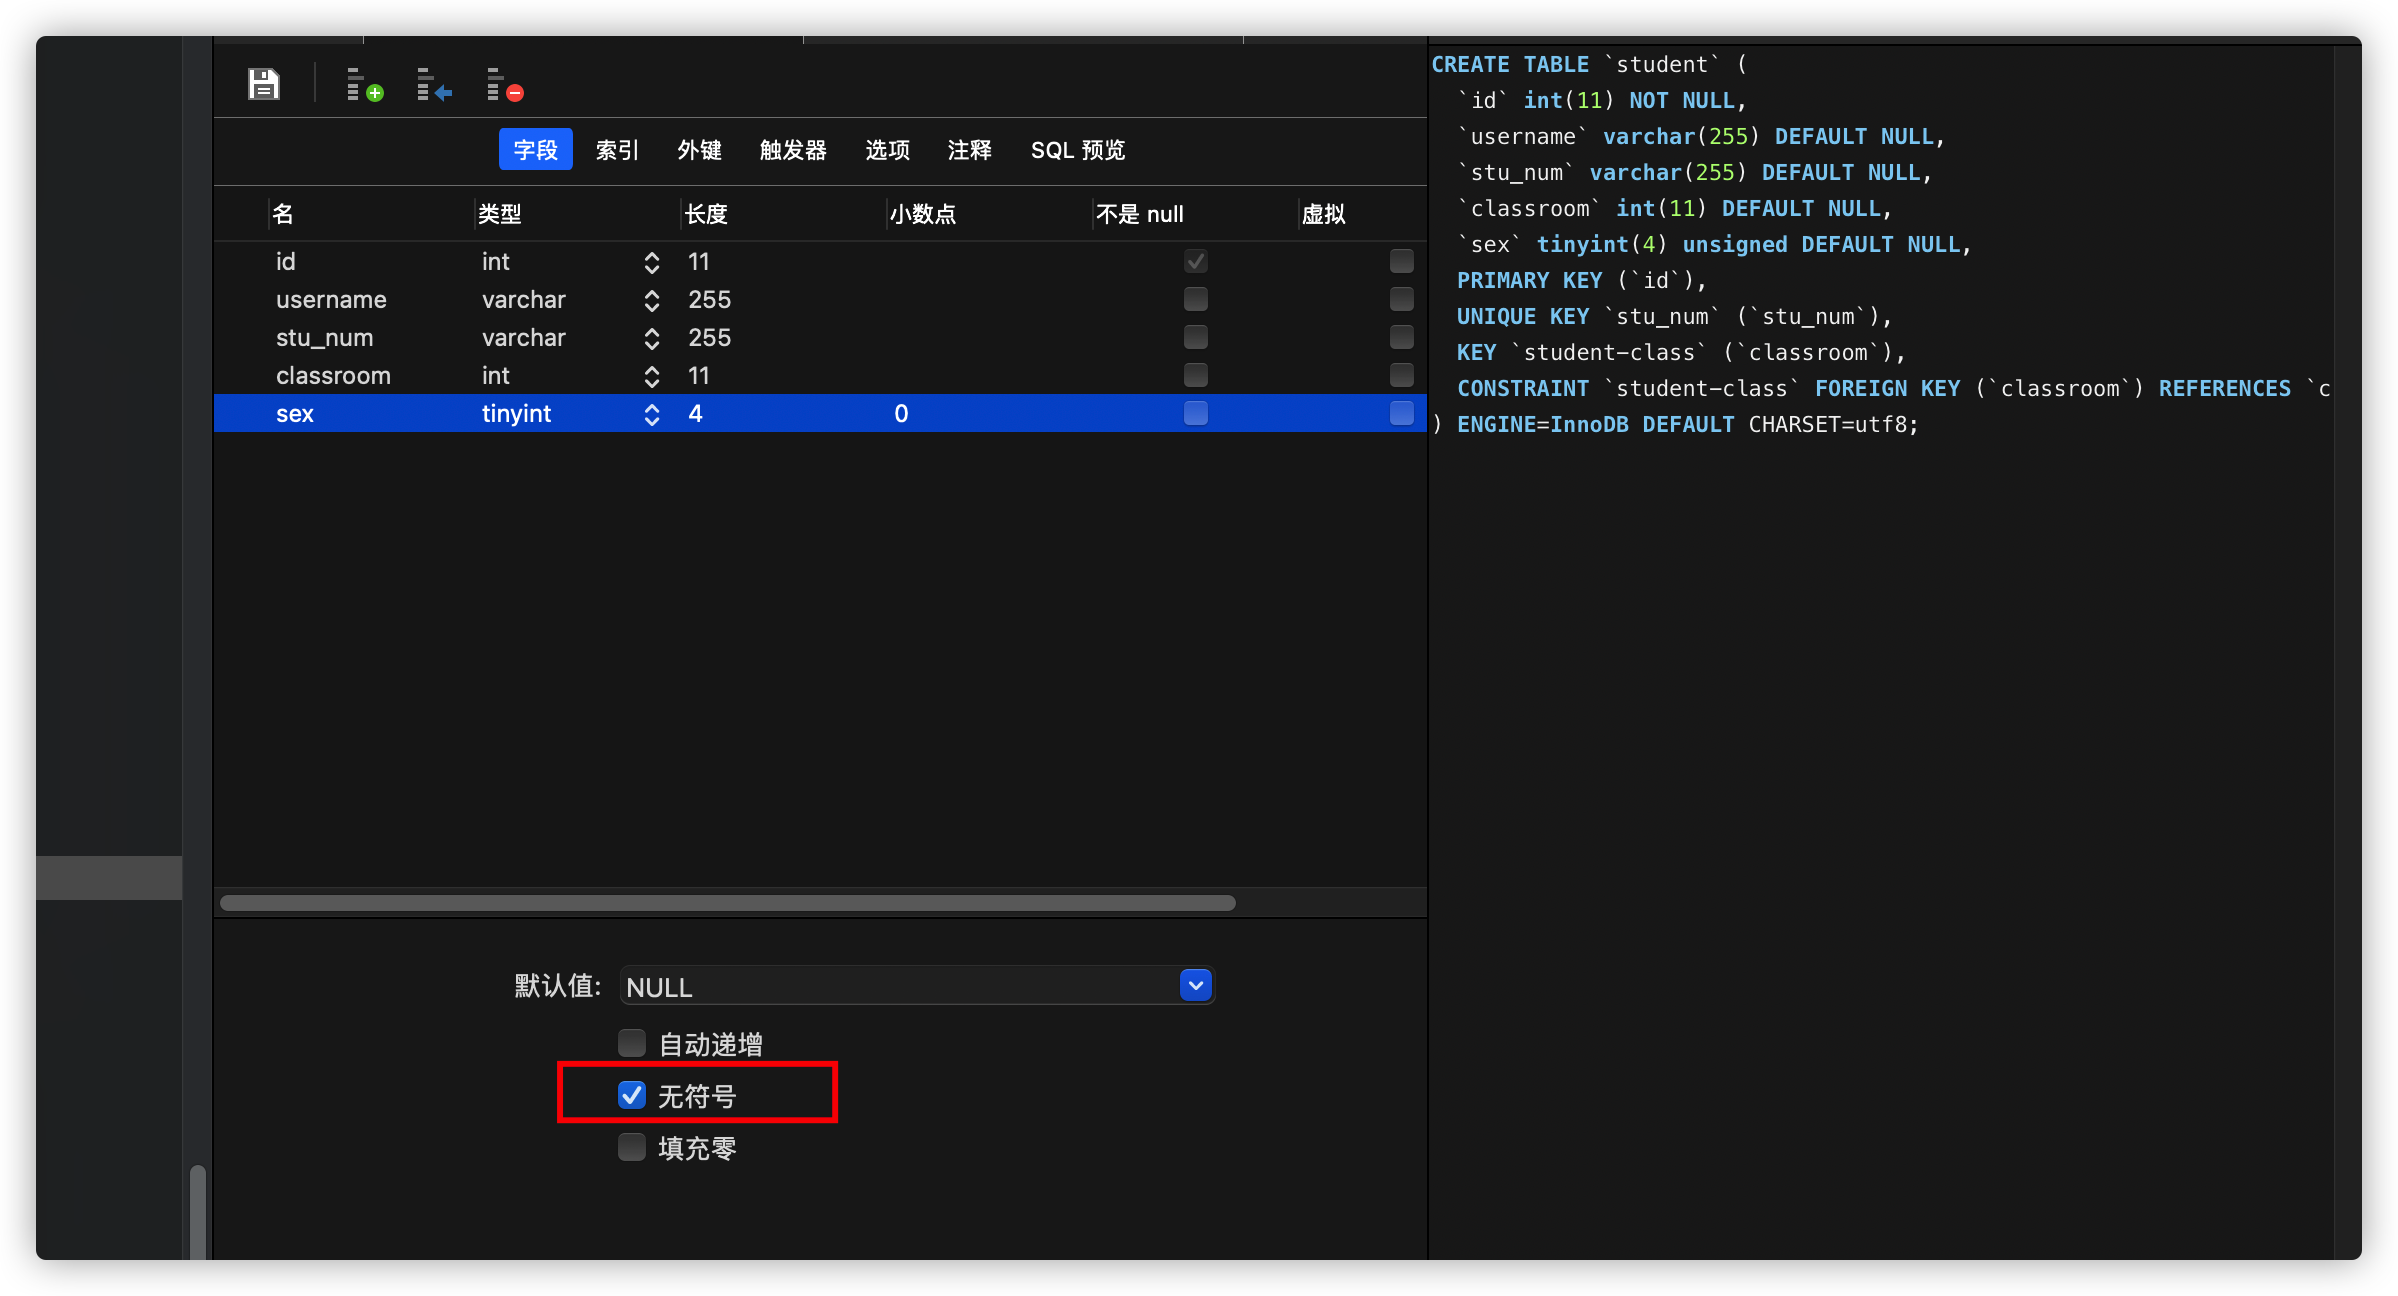 字段 索引 外键 触发器 选项 注释 SQL 预览
名 类型 长度 小数点 不是 null 虚拟
id int 11
username varchar 255
stu_num varchar 255
classroom int 11
sex tinyint 4 0
默认值: NULL
自动递增
无符号
填充零
CREATE TABLE `student` (
  `id` int(11) NOT NULL,
  `username` varchar(255) DEFAULT NULL,
  `stu_num` varchar(255) DEFAULT NULL,
  `classroom` int(11) DEFAULT NULL,
  `sex` tinyint(4) unsigned DEFAULT NULL,
  PRIMARY KEY (`id`),
  UNIQUE KEY `stu_num` (`stu_num`),
  KEY `student-class` (`classroom`),
  CONSTRAINT `student-class` FOREIGN KEY (`classroom`) REFERENCES `c
) ENGINE=InnoDB DEFAULT CHARSET=utf8;